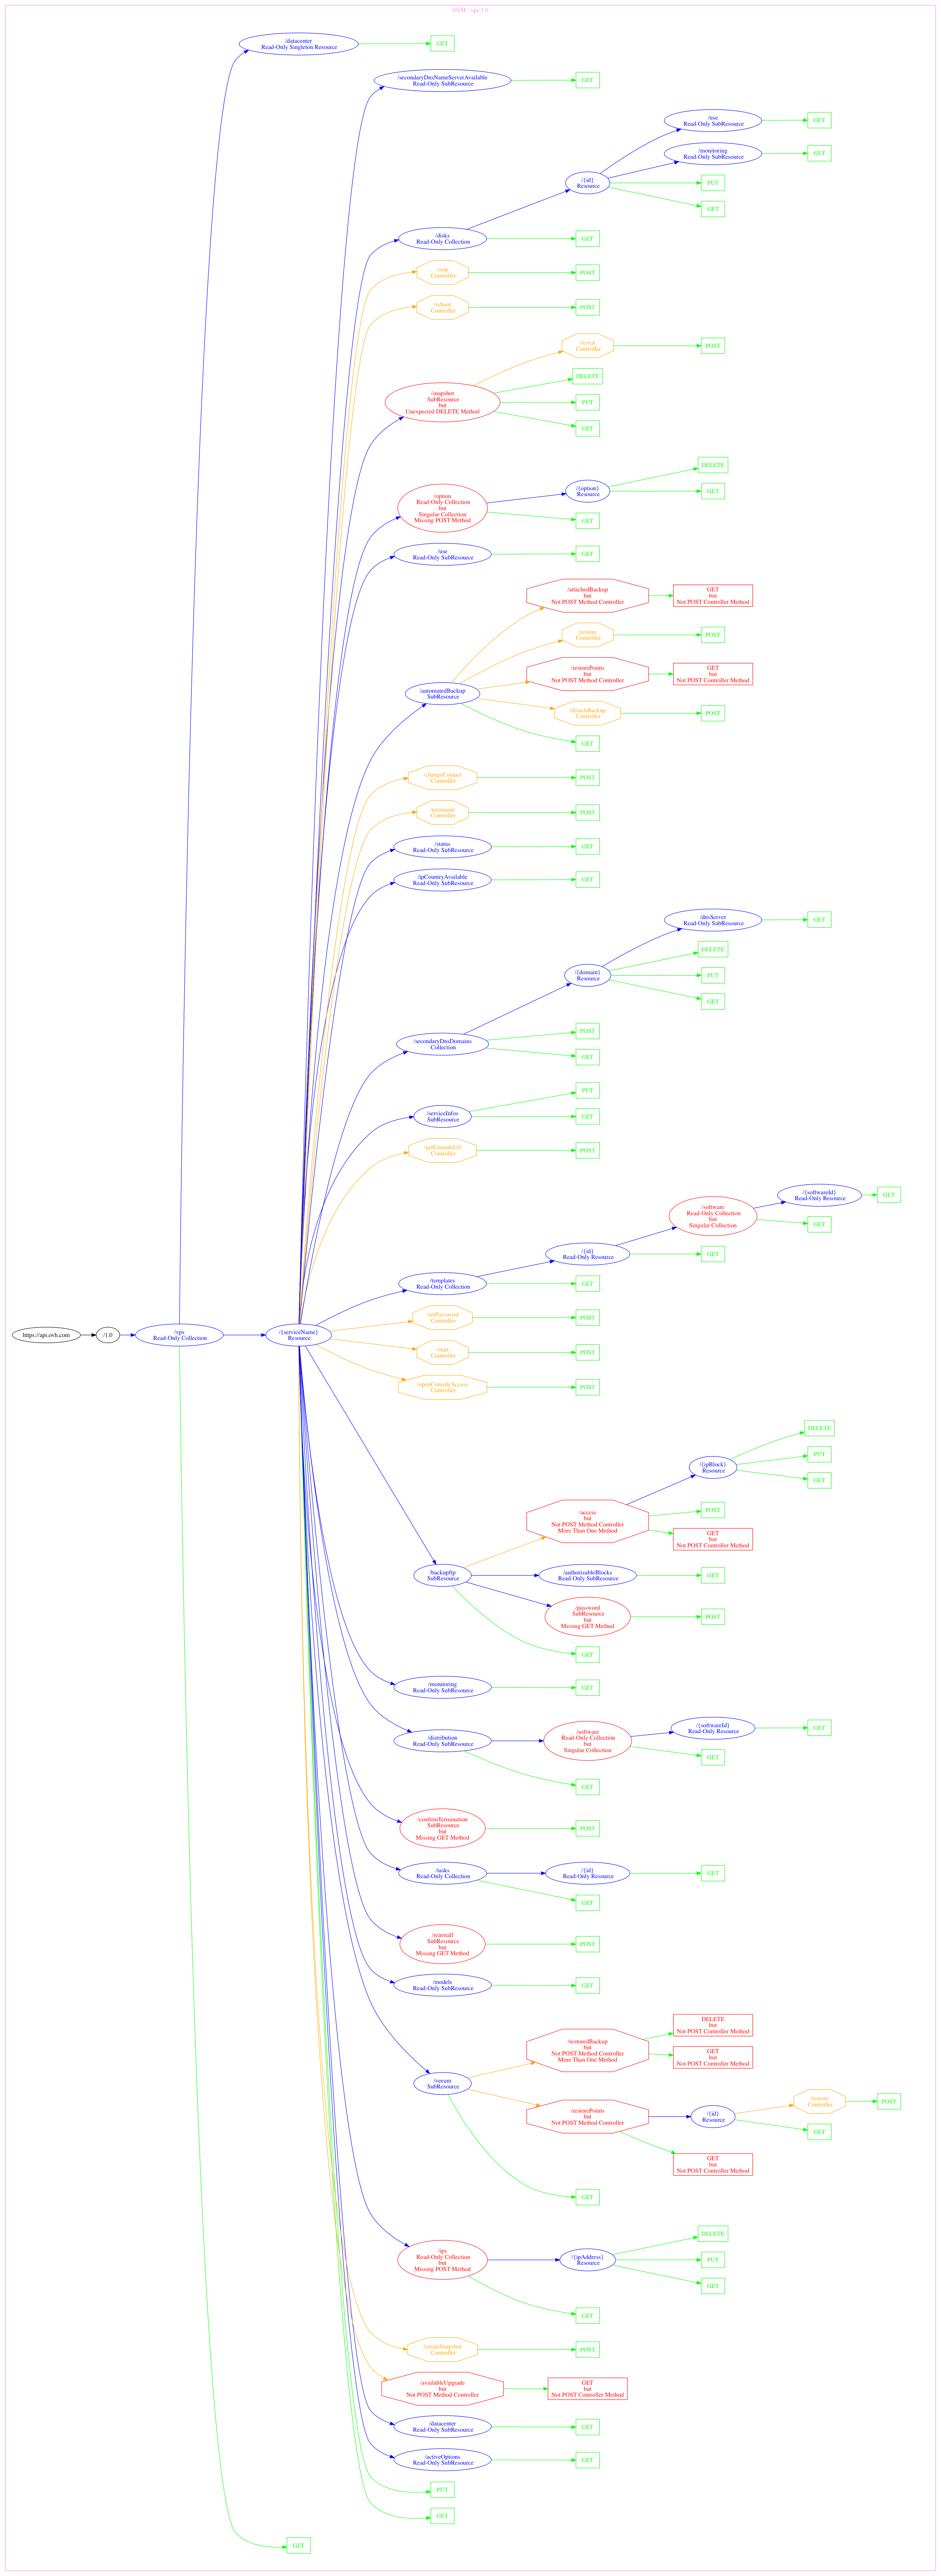 OVH - vps 1.0
/datacenter
Read-Only Singleton Resource
GET
/secondaryDnsNameServerAvailable
Read-Only SubResource
GET
/use
Read-Only SubResource
GET
/monitoring
Read-Only SubResource
GET
/{id}
Resource
PUT
GET
/disks
Read-Only Collection
GET
/stop
Controller
POST
/reboot
Controller
POST
/revert
Controller
POST
/snapshot
SubResource
but
Unexpected DELETE Method
DELETE
PUT
GET
/option
Read-Only Collection
but
Singular Collection
Missing POST Method
/{option}
Resource
DELETE
GET
GET
/use
Read-Only SubResource
GET
/attachedBackup
but
Not POST Method Controller
GET
but
Not POST Controller Method
/restore
Controller
POST
/restorePoints
but
Not POST Method Controller
GET
but
Not POST Controller Method
/automatedBackup
SubResource
/detachBackup
Controller
POST
GET
/changeContact
Controller
POST
/terminate
Controller
POST
/status
Read-Only SubResource
GET
/ipCountryAvailable
Read-Only SubResource
GET
/dnsServer
Read-Only SubResource
GET
/{domain}
Resource
DELETE
PUT
GET
/secondaryDnsDomains
Collection
POST
GET
/serviceInfos
SubResource
PUT
GET
/getConsoleUrl
Controller
POST
/{softwareId}
Read-Only Resource
GET
/software
Read-Only Collection
but
Singular Collection
GET
/{id}
Read-Only Resource
GET
/templates
Read-Only Collection
GET
/setPassword
Controller
POST
https://api.ovh.com
/1.0
/vps
Read-Only Collection
/{serviceName}
Resource
/start
Controller
POST
/openConsoleAccess
Controller
POST
/{ipBlock}
Resource
DELETE
PUT
GET
/access
but
Not POST Method Controller
More Than One Method
POST
GET
but
Not POST Controller Method
/backupftp
SubResource
/authorizableBlocks
Read-Only SubResource
GET
/password
SubResource
but
Missing GET Method
POST
GET
/monitoring
Read-Only SubResource
GET
/distribution
Read-Only SubResource
/software
Read-Only Collection
but
Singular Collection
/{softwareId}
Read-Only Resource
GET
GET
GET
/confirmTermination
SubResource
but
Missing GET Method
POST
/tasks
Read-Only Collection
/{id}
Read-Only Resource
GET
GET
/reinstall
SubResource
but
Missing GET Method
POST
/models
Read-Only SubResource
GET
/restoredBackup
but
Not POST Method Controller
More Than One Method
DELETE
but
Not POST Controller Method
GET
but
Not POST Controller Method
/veeam
SubResource
/restorePoints
but
Not POST Method Controller
/{id}
Resource
/restore
Controller
POST
GET
GET
but
Not POST Controller Method
GET
/ips
Read-Only Collection
but
Missing POST Method
/{ipAddress}
Resource
DELETE
PUT
GET
GET
/createSnapshot
Controller
POST
/availableUpgrade
but
Not POST Method Controller
GET
but
Not POST Controller Method
/datacenter
Read-Only SubResource
GET
/activeOptions
Read-Only SubResource
GET
PUT
GET
GET